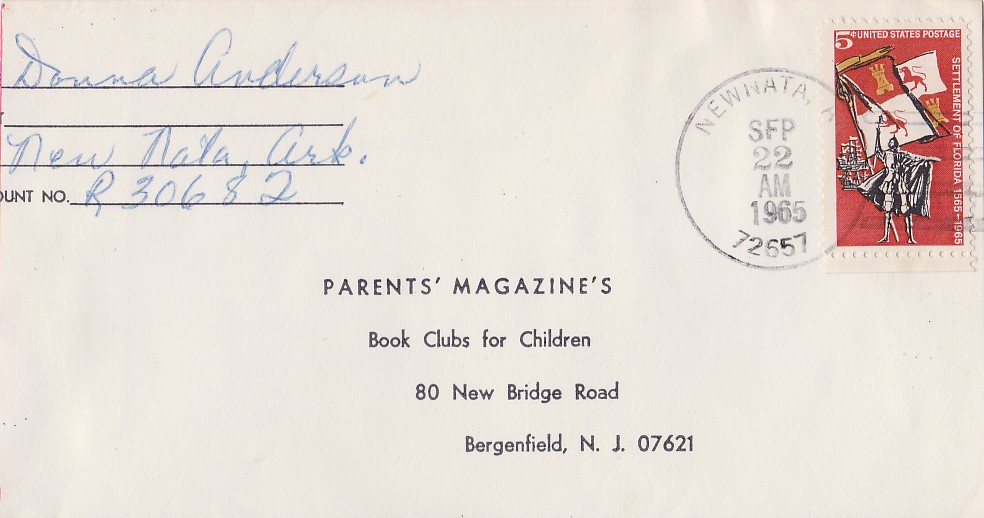 Donna Anderson
New Nata, Ark.
OUNT NO. R 30682
NEWNATA, A
SEP
22
AM
1965
72657
5¢ UNITED STATES POSTAGE
SETTLEMENT OF FLORIDA 1565-1965
PARENTS' MAGAZINE'S
Book Clubs for Children
80 New Bridge Road
Bergenfield, N. J. 07621